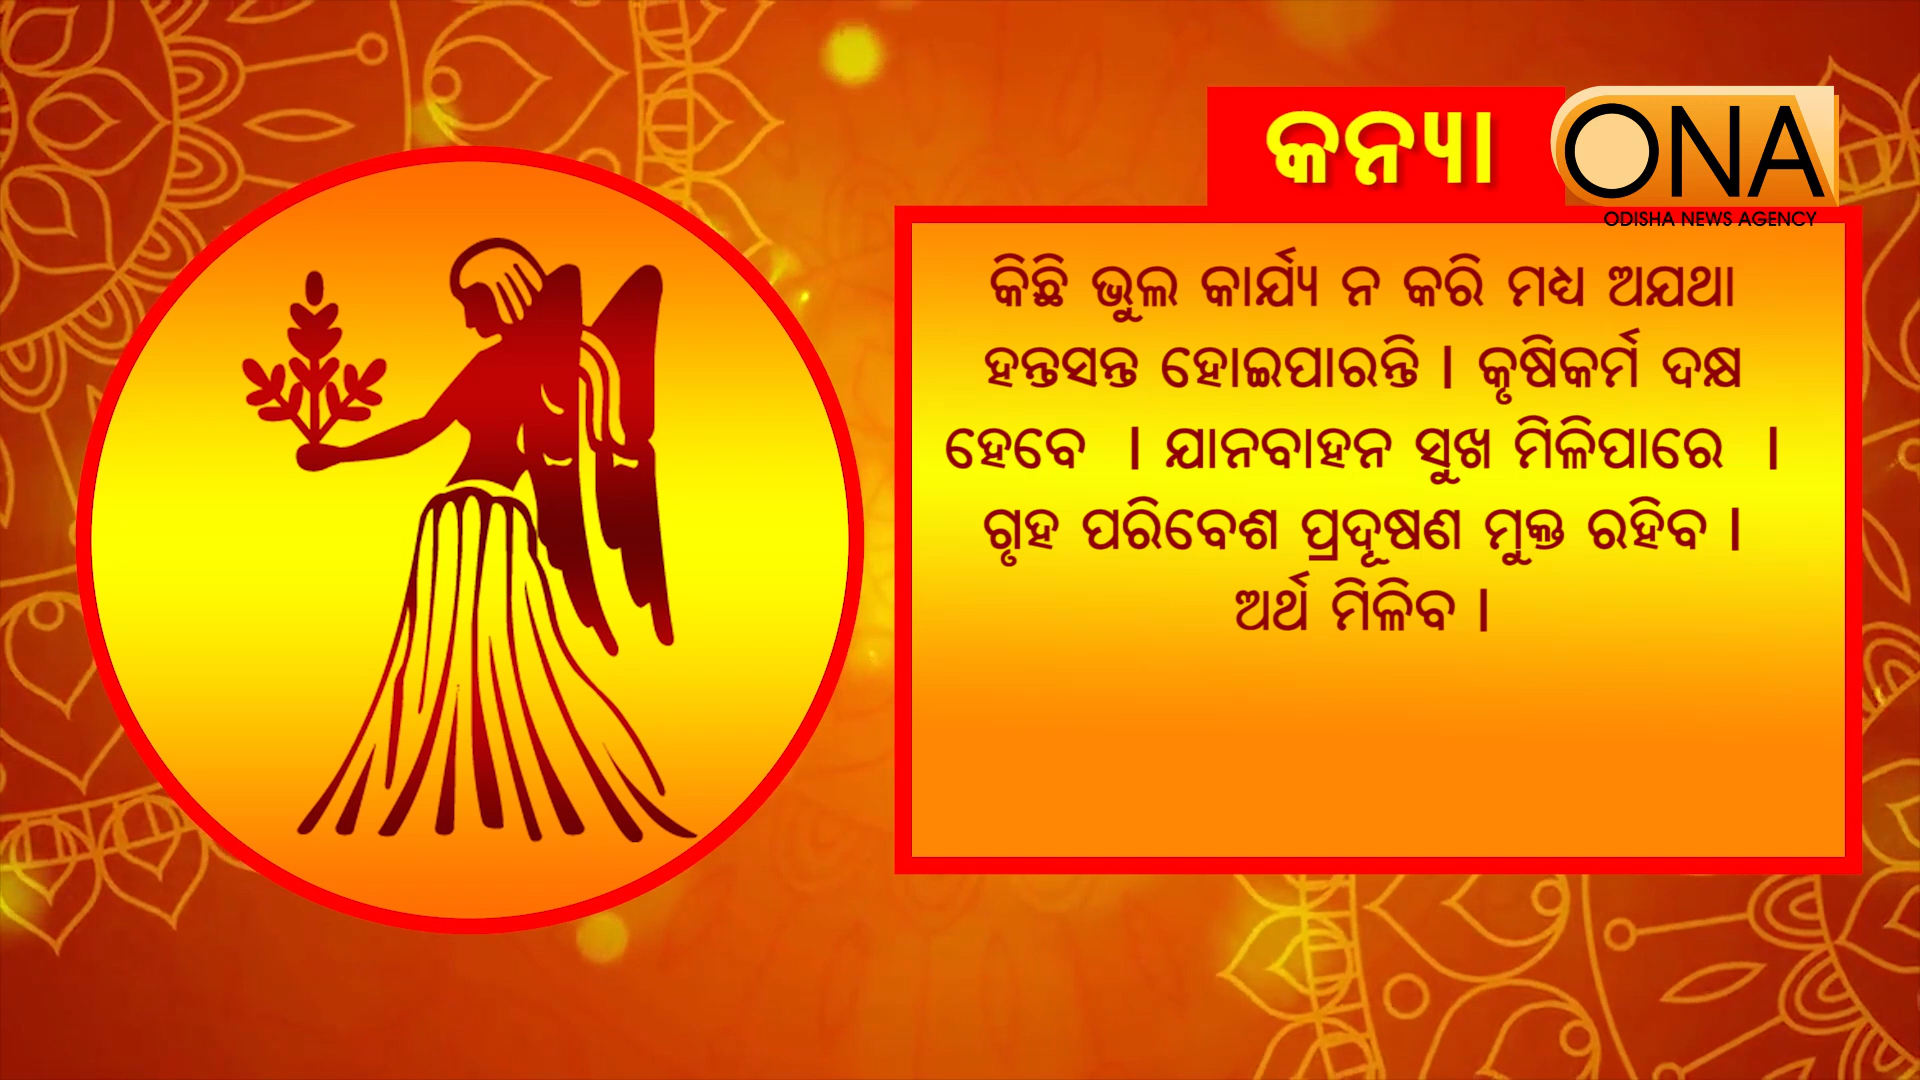 କନ୍ୟା
ONA
ODISHA NEWS AGENCY
କିଛି ଭୁଲ କାର୍ଯ୍ୟ ନ କରି ମଧ୍ୟ ଅଯଥା
ହନ୍ତସନ୍ତ ହୋଇପାରନ୍ତି । କୃଷିକର୍ମ ଦକ୍ଷ
ହେବେ । ଯାନବାହନ ସୁଖ ମିଳିପାରେ ।
ଗୃହ ପରିବେଶ ପ୍ରଦୂଷଣ ମୁକ୍ତ ରହିବ ।
ଅର୍ଥ ମିଳିବ ।